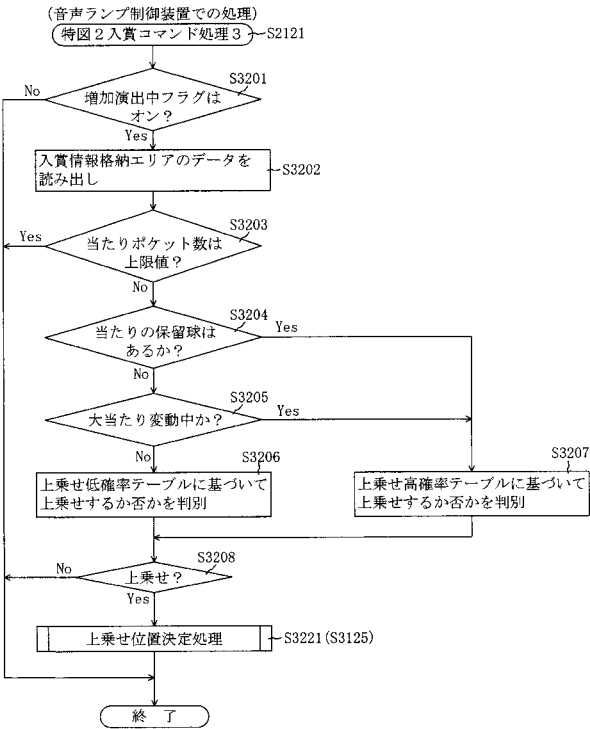 (音声ランプ制御装置での処理)
特図２入賞コマンド処理３
S2121
S3201
No
増加演出中フラグは
オン？
Yes
入賞情報格納エリアのデータを
読み出し
S3202
S3203
Yes
当たりポケット数は
上限値？
No
S3204
当たりの保留球は
あるか？
Yes
No
S3205
大当たり変動中か？
Yes
No
S3206
S3207
上乗せ低確率テーブルに基づいて
上乗せするか否かを判別
上乗せ高確率テーブルに基づいて
上乗せするか否かを判別
S3208
No
上乗せ？
Yes
上乗せ位置決定処理
S3221(S3125)
終 了